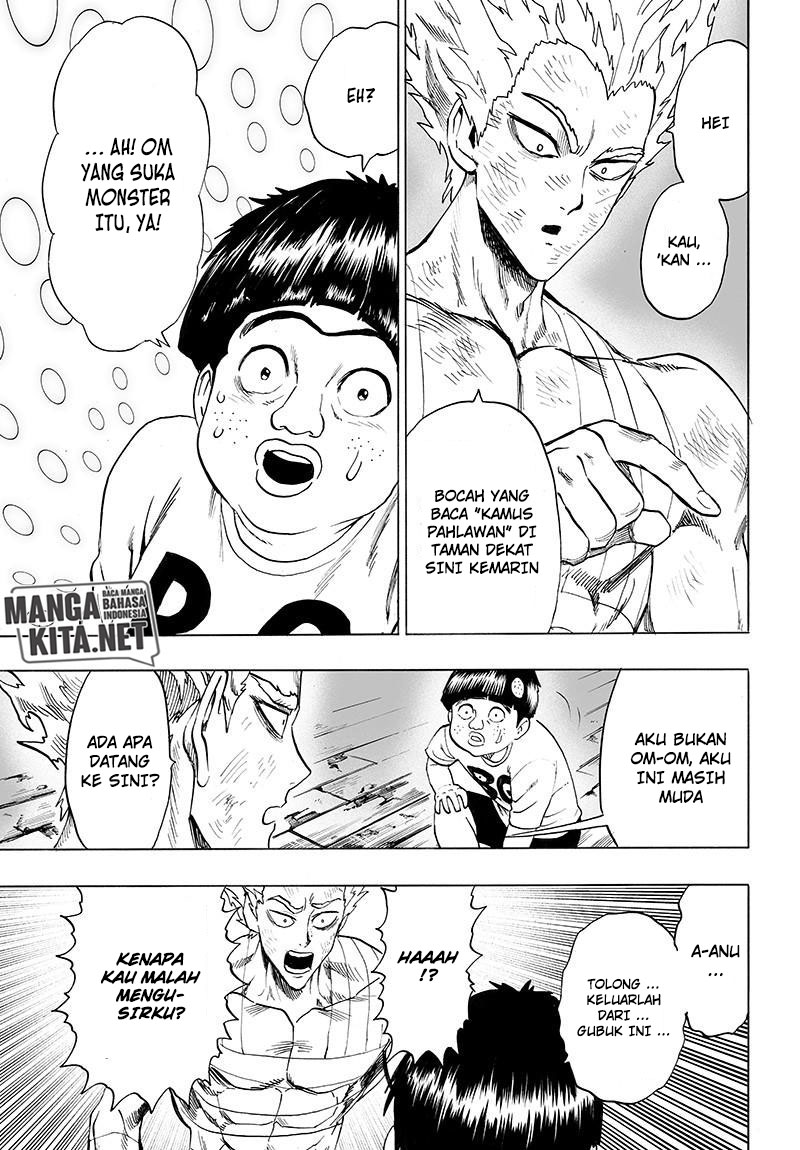 HEI
KAU,
'KAN ...
BOCAH YANG
BACA "KAMUS
PAHLAWAN" DI
TAMAN DEKAT
SINI KEMARIN
EH?
... AH! OM
YANG SUKA
MONSTER
ITU, YA!
MANGA
KITA.NET
BACA MANGA
BAHASA
INDONESIA
AKU BUKAN
OM-OM, AKU
INI MASIH
MUDA
ADA APA
DATANG
KE SINI?
A-ANU
...
TOLONG ...
KELUARLAH
DARI ...
GUBUK INI ...
HAAAH
!?
KENAPA
KAU MALAH
MENGU-
SIRKU?